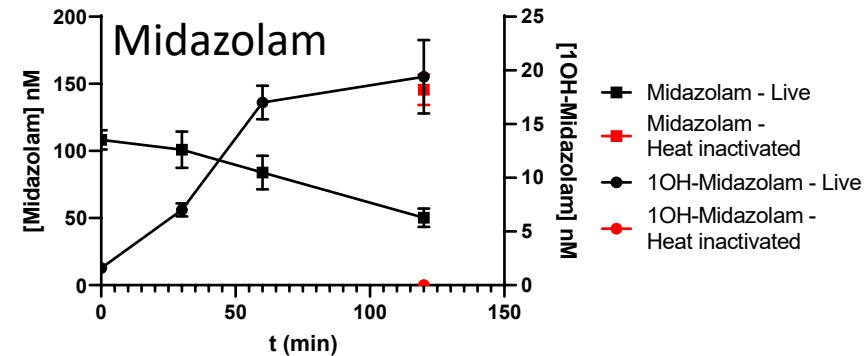 Midazolam
200
150
100
50
0
[Midazolam] nM
25
20
15
10
5
0
[1OH-Midazolam] nM
0
50
100
150
t (min)
Midazolam - Live
Midazolam -
Heat inactivated
1OH-Midazolam - Live
1OH-Midazolam -
Heat inactivated